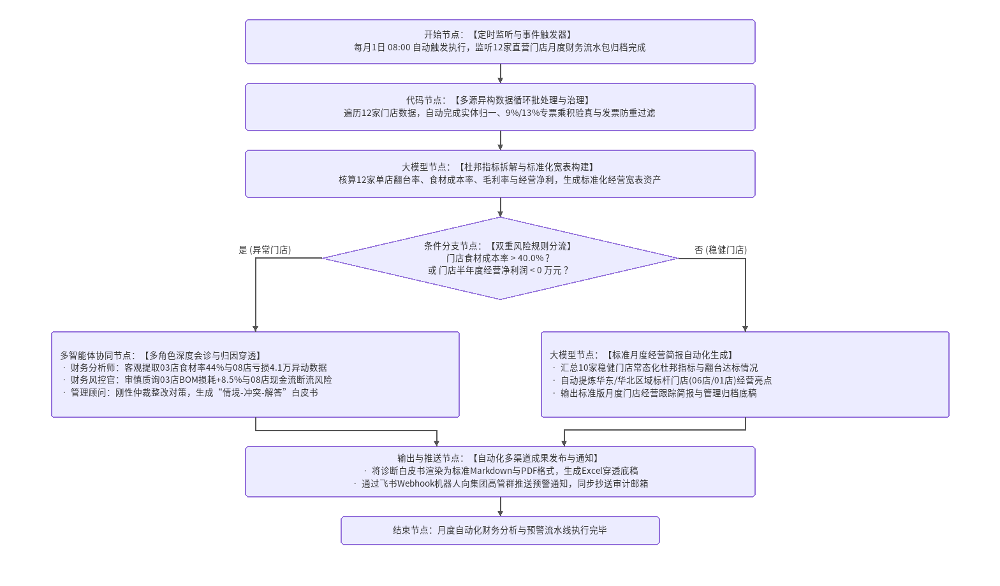 开始节点：【定时监听与事件触发器】
每月1日 08:00 自动触发执行，监听12家直营门店月度财务流水包归档完成
代码节点：【多源异构数据循环批处理与治理】
遍历12家门店数据，自动完成实体归一、9%/13%专票乘积验真与发票防重过滤
大模型节点：【杜邦指标拆解与标准化宽表构建】
核算12家单店翻台率、食材成本率、毛利率与经营净利，生成标准化经营宽表资产
条件分支节点：【双重风险规则分流】
门店食材成本率 > 40.0%？
或 门店半年度经营净利润 < 0 万元？
是 (异常门店)
否 (稳健门店)
多智能体协同节点：【多角色深度会诊与归因穿透】
· 财务分析师：客观提取03店食材率44%与08店亏损4.1万异动数据
· 财务风控官：审慎质询03店BOM损耗+8.5%与08店现金流断流风险
· 管理顾问：刚性仲裁整改对策，生成“情境-冲突-解答”白皮书
大模型节点：【标准月度经营简报自动化生成】
· 汇总10家稳健门店常态化杜邦指标与翻台达标情况
· 自动提炼华东/华北区域标杆门店(06店/01店)经营亮点
· 输出标准版月度门店经营跟踪简报与管理归档底稿
输出与推送节点：【自动化多渠道成果发布与通知】
· 将诊断白皮书渲染为标准Markdown与PDF格式，生成Excel穿透底稿
· 通过飞书Webhook机器人向集团高管群推送预警通知，同步抄送审计邮箱
结束节点：月度自动化财务分析与预警流水线执行完毕